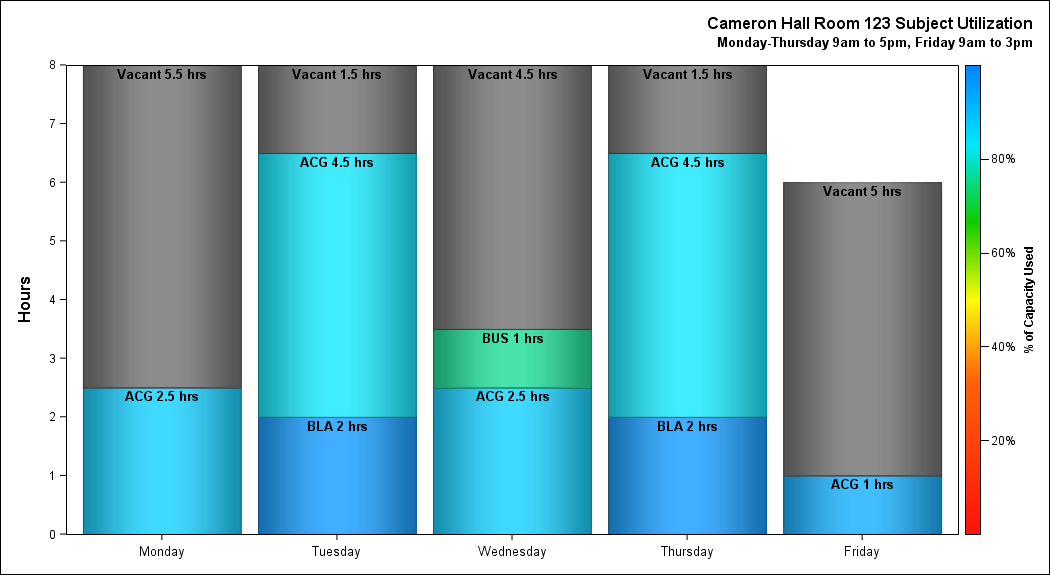 Cameron Hall Room 123 Subject Utilization
Monday-Thursday 9am to 5pm, Friday 9am to 3pm
8
7
6
5
4
3
2
1
0
Hours
Vacant 5.5 hrs
ACG 2.5 hrs
Vacant 1.5 hrs
ACG 4.5 hrs
BLA 2 hrs
Vacant 4.5 hrs
BUS 1 hrs
ACG 2.5 hrs
Vacant 1.5 hrs
ACG 4.5 hrs
BLA 2 hrs
Vacant 5 hrs
ACG 1 hrs
Monday
Tuesday
Wednesday
Thursday
Friday
80%
60%
40%
20%
% of Capacity Used